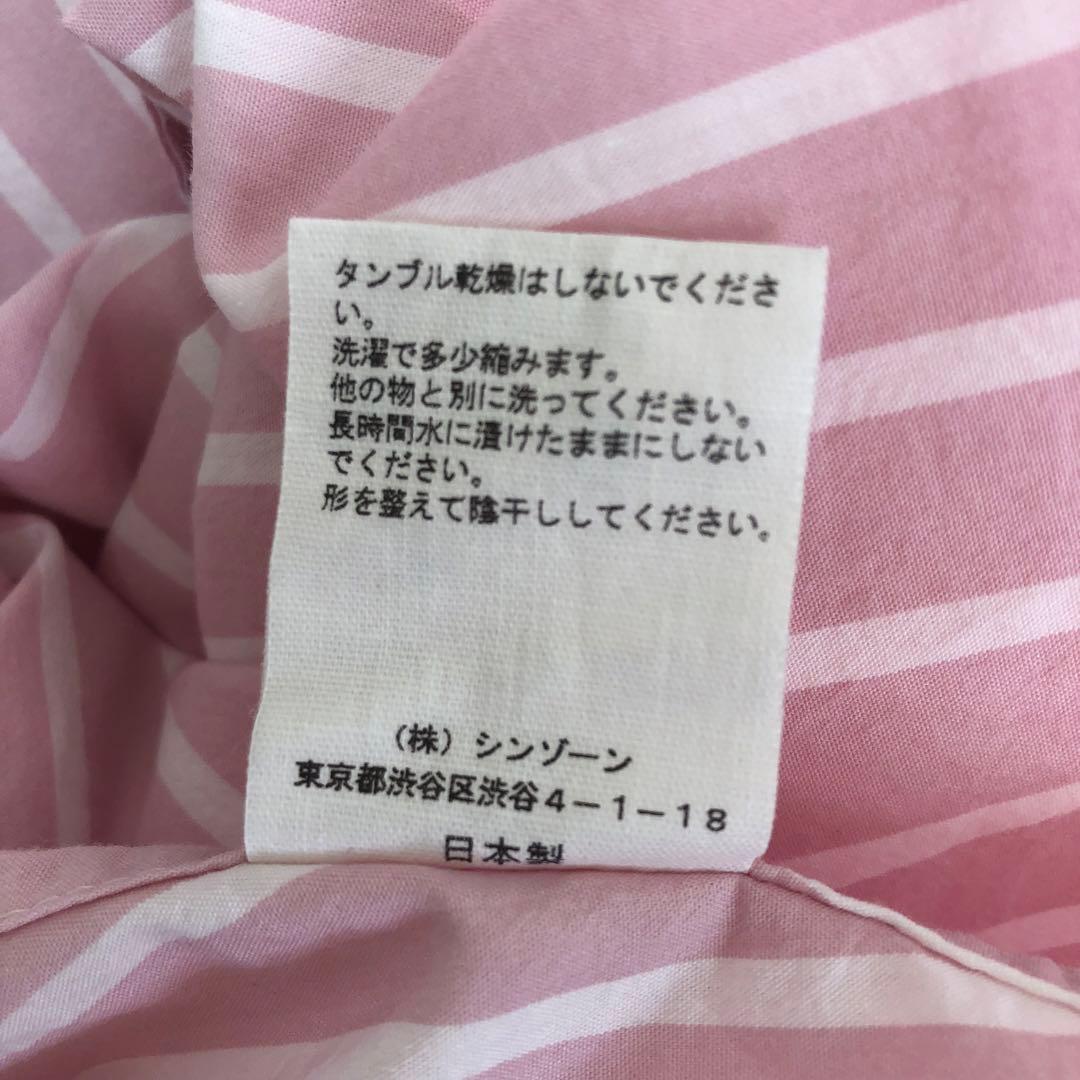 タンブル乾燥はしないでくださ
い。
洗濯で多少縮みます。
他の物と別に洗ってください。
長時間水に漬けたままにしない
でください。
形を整えて陰干ししてください。
（株）シンゾーン
東京都渋谷区渋谷４－１－１８
日本製